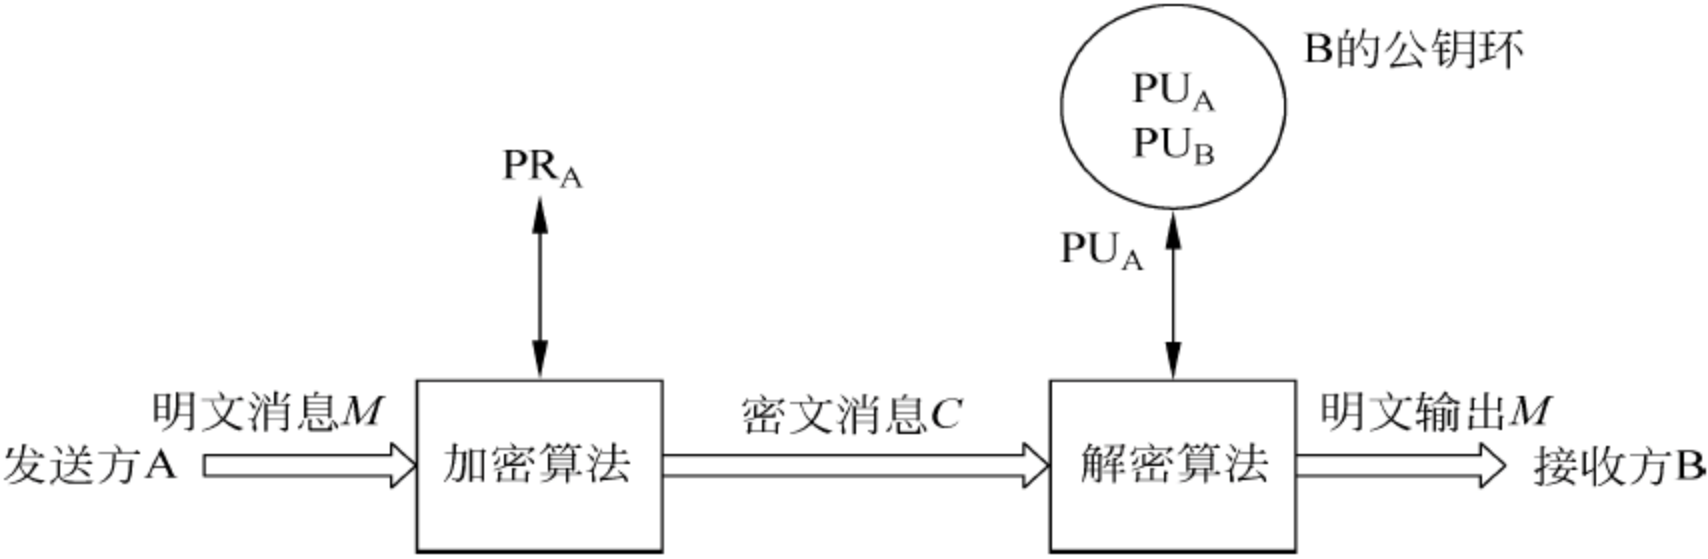 B的公钥环
PUA
PUB
PRA
PUA
明文消息M
密文消息C
明文输出M
发送方A
加密算法
解密算法
接收方B